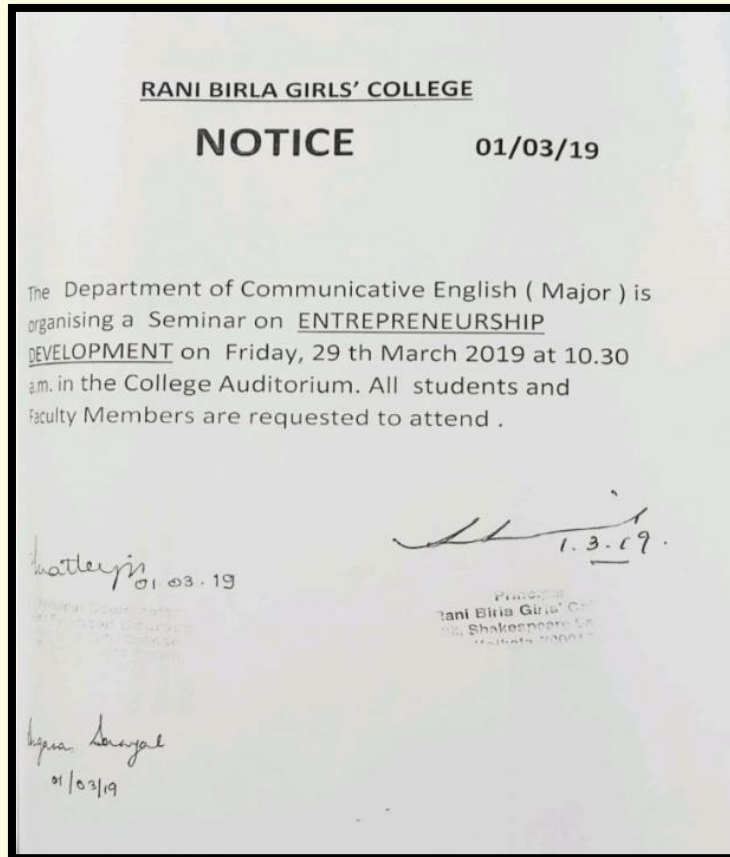 RANI BIRLA GIRLS' COLLEGE
NOTICE 01/03/19
The Department of Communicative English ( Major ) is
organising a Seminar on ENTREPRENEURSHIP
DEVELOPMENT on Friday, 29 th March 2019 at 10.30
a.m. in the College Auditorium. All students and
Faculty Members are requested to attend .
1.3.19.
01.03.19
Principal
Rani Birla Girls'
Shakespeare
Sanyal
01/03/19